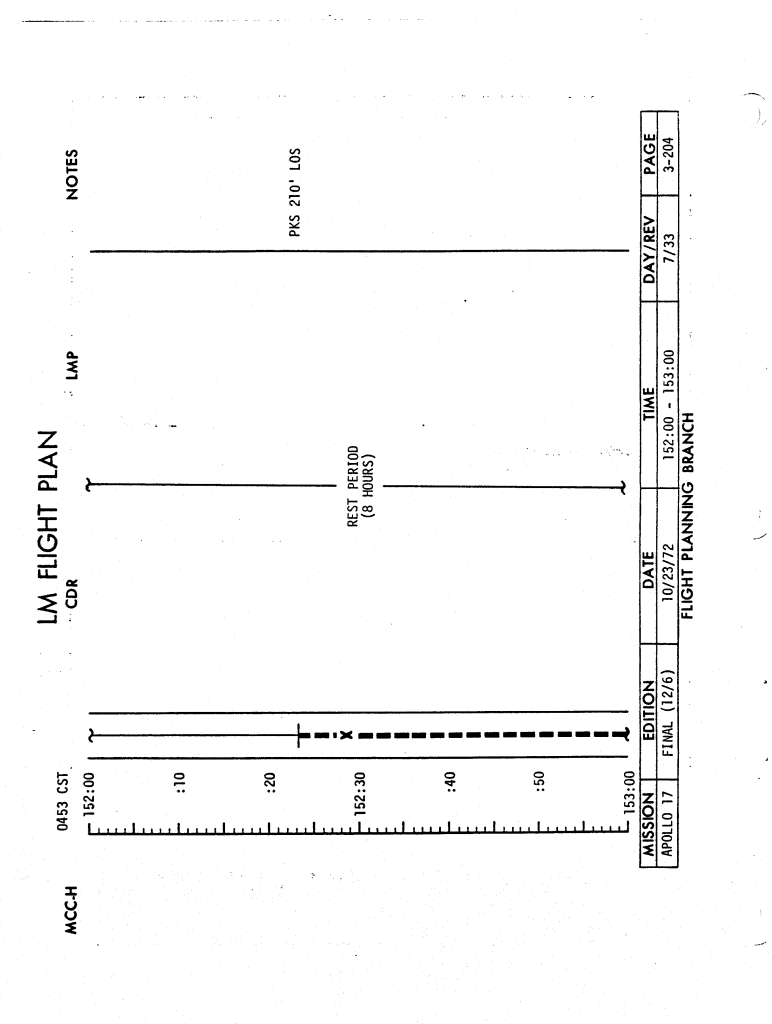 LM FLIGHT PLAN
MCC-H
0453 CST
CDR
LMP
NOTES
152:00
:10
:20
152:30
:40
:50
153:00
X
REST PERIOD
(8 HOURS)
PKS 210' LOS
MISSION EDITION DATE TIME DAY/REV PAGE
APOLLO 17 FINAL (12/6) 10/23/72 152:00 - 153:00 7/33 3-204
FLIGHT PLANNING BRANCH